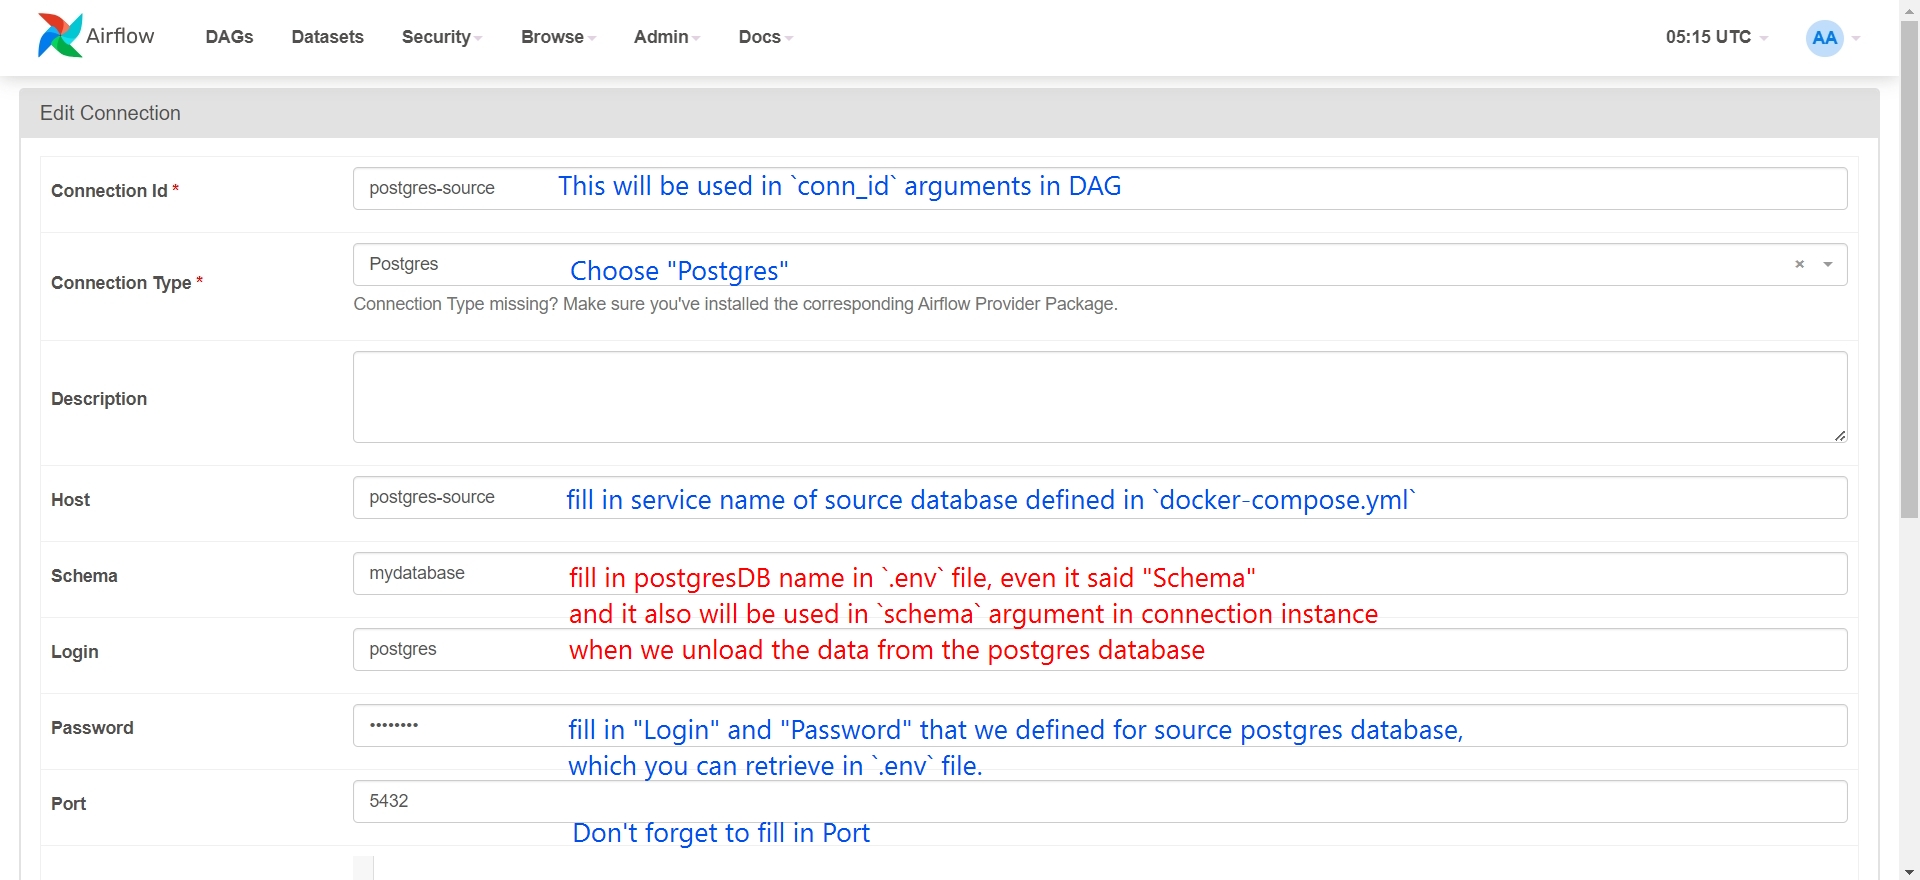 Airflow DAGs Datasets Security Browse Admin Docs 05:15 UTC AA
Edit Connection
Connection Id * postgres-source This will be used in `conn_id` arguments in DAG
Connection Type * Postgres Choose "Postgres" ×
Connection Type missing? Make sure you've installed the corresponding Airflow Provider Package.
Description
Host postgres-source fill in service name of source database defined in `docker-compose.yml`
Schema mydatabase fill in postgresDB name in `.env` file, even it said "Schema"
and it also will be used in `schema` argument in connection instance
Login postgres when we unload the data from the postgres database
Password •••••••• fill in "Login" and "Password" that we defined for source postgres database,
which you can retrieve in `.env` file.
Port 5432
Don't forget to fill in Port